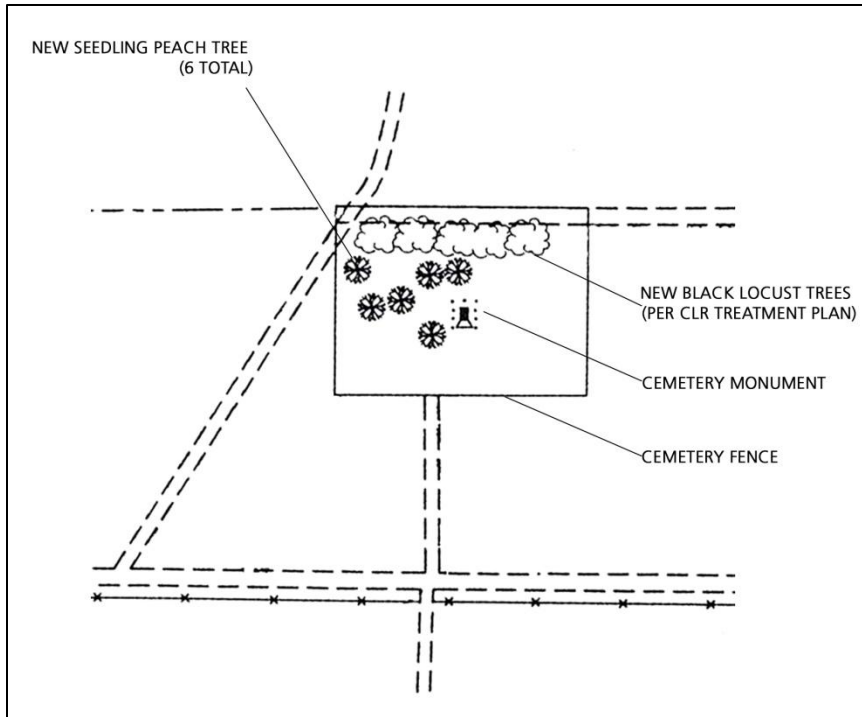 NEW SEEDLING PEACH TREE
(6 TOTAL)
NEW BLACK LOCUST TREES
(PER CLR TREATMENT PLAN)
CEMETERY MONUMENT
CEMETERY FENCE